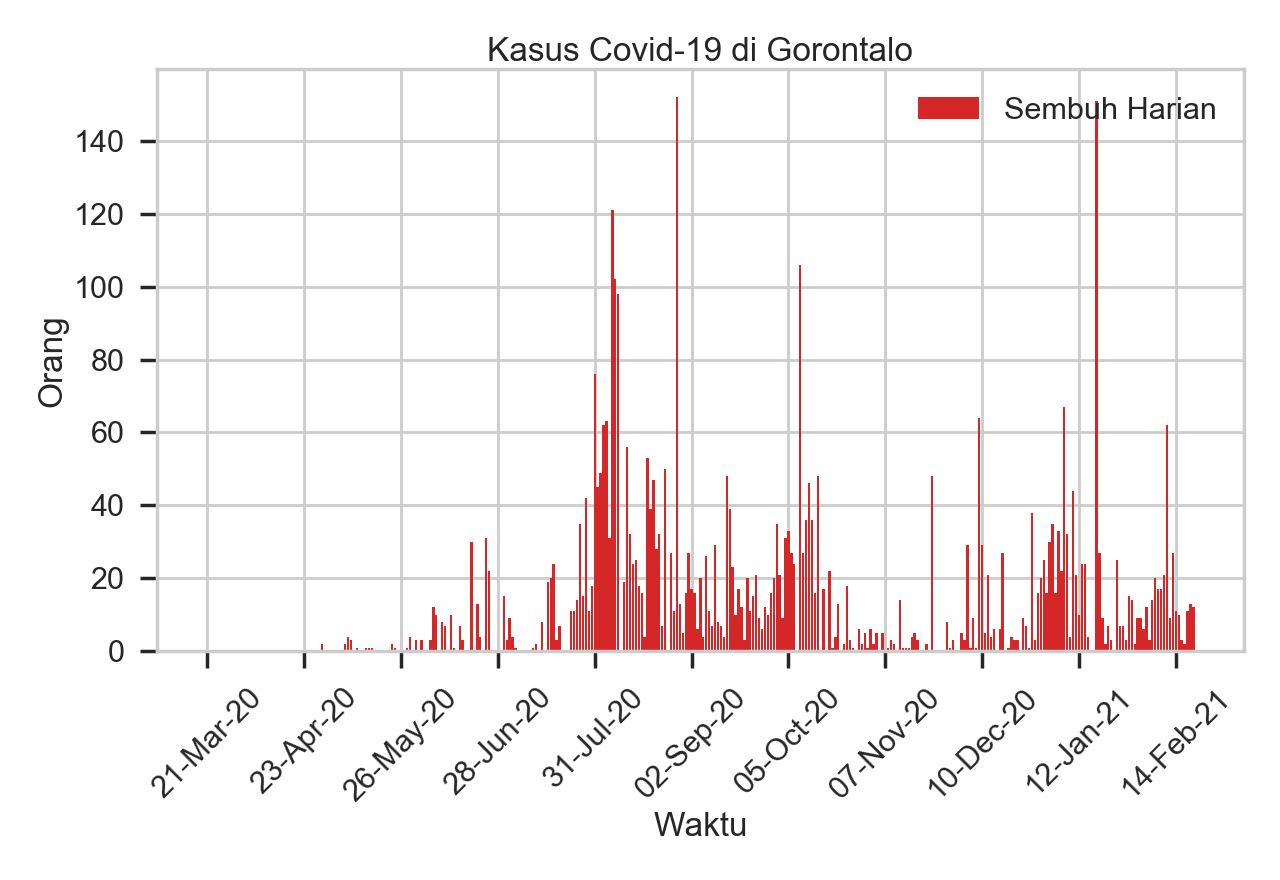 Kasus Covid-19 di Gorontalo
Sembuh Harian
140
120
100
80
60
40
20
0
Orang
21-Mar-20
23-Apr-20
26-May-20
28-Jun-20
31-Jul-20
02-Sep-20
05-Oct-20
07-Nov-20
10-Dec-20
12-Jan-21
14-Feb-21
Waktu